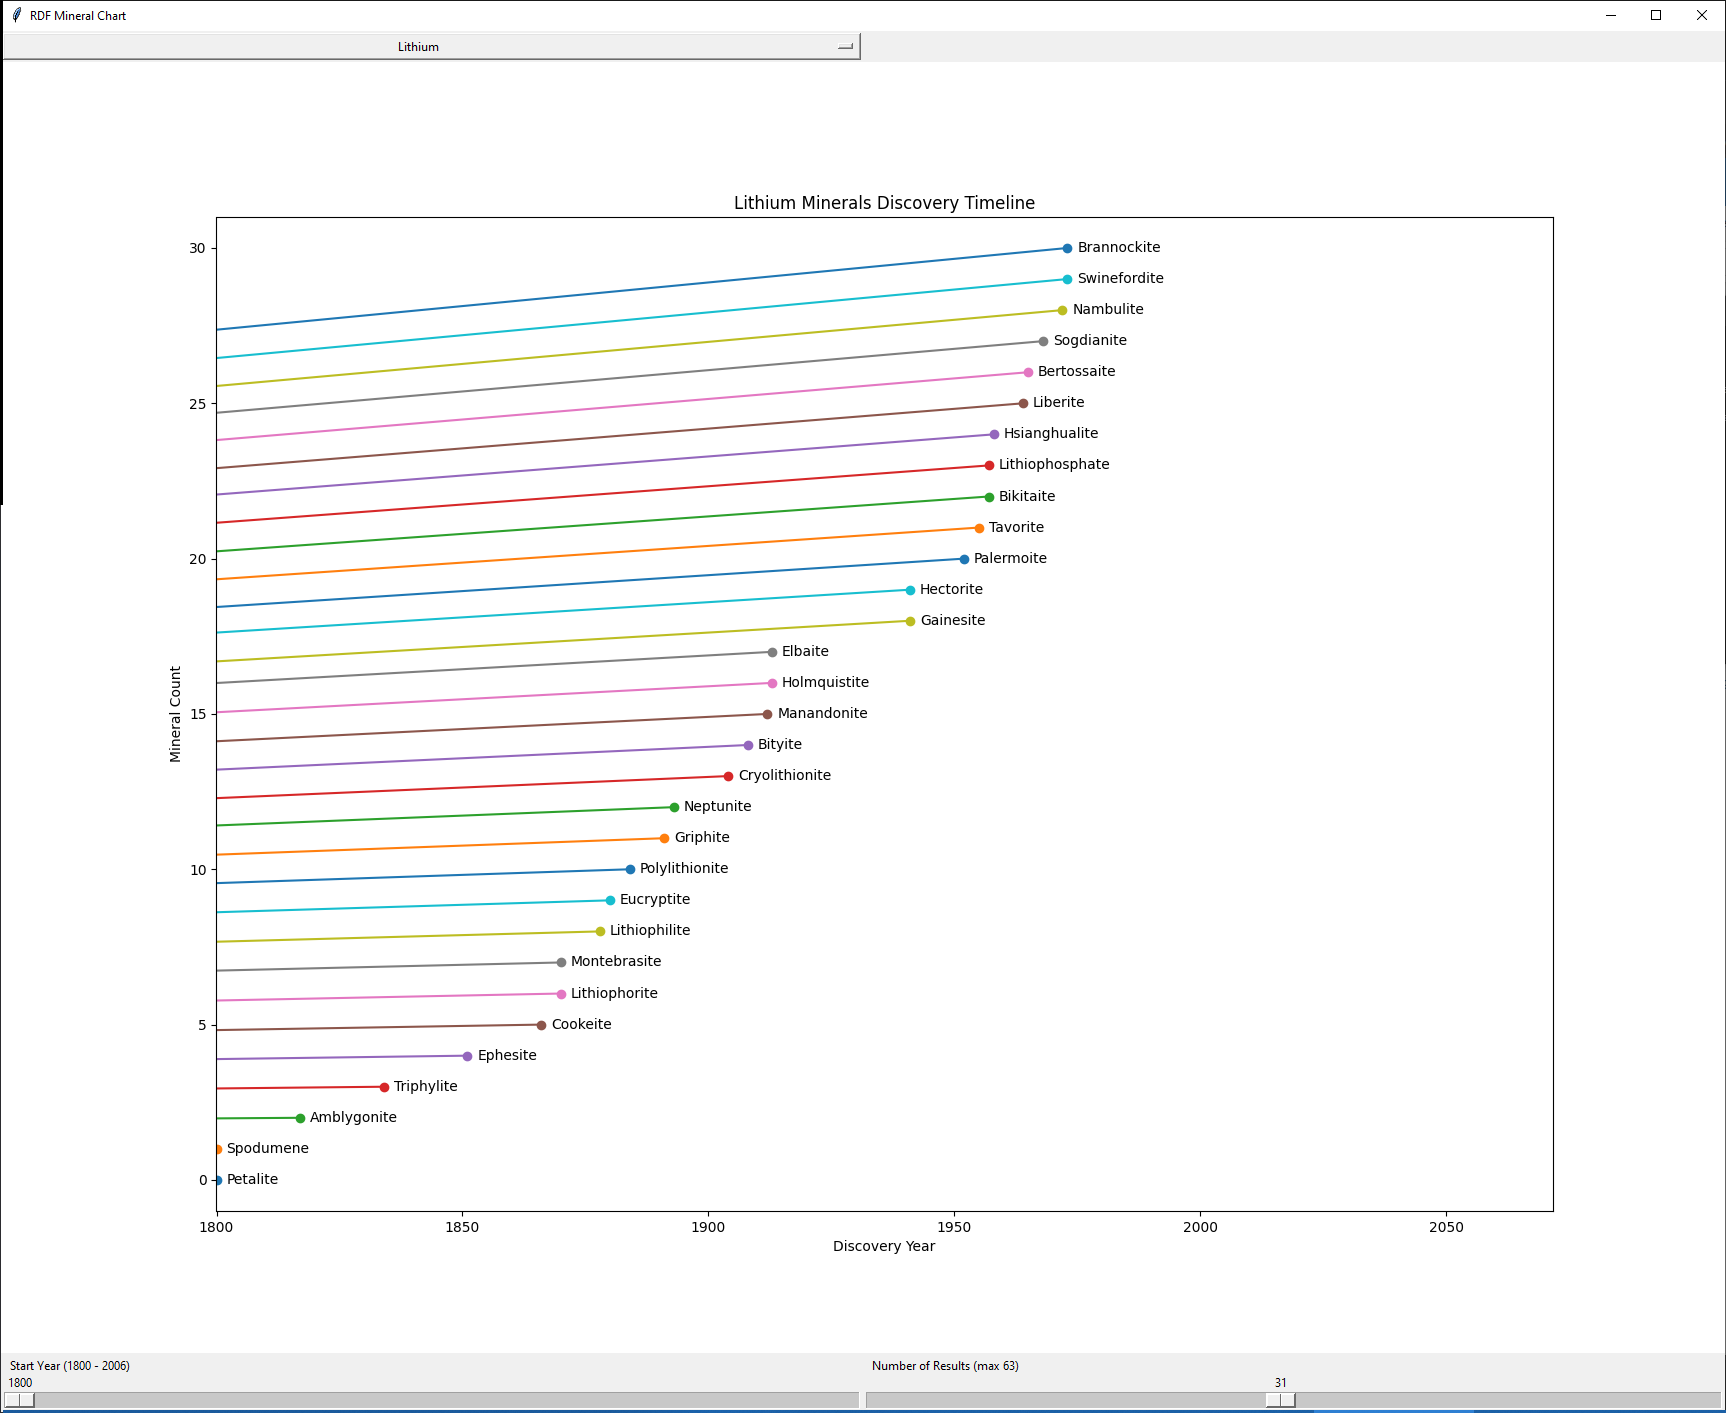 RDF Mineral Chart
Lithium
Lithium Minerals Discovery Timeline
30
Brannockite
Swinefordite
Nambulite
Sogdianite
Bertossaite
25
Liberite
Hsianghualite
Lithiophosphate
Bikitaite
Tavorite
20
Palermoite
Hectorite
Gainesite
Elbaite
Holmquistite
Mineral Count
15
Manandonite
Bityite
Cryolithionite
Neptunite
Griphite
10
Polylithionite
Eucryptite
Lithiophilite
Montebrasite
Lithiophorite
5
Cookeite
Ephesite
Triphylite
Amblygonite
Spodumene
0
Petalite
1800 1850 1900 1950 2000 2050
Discovery Year
Start Year (1800 - 2006)
1800
Number of Results (max 63)
31